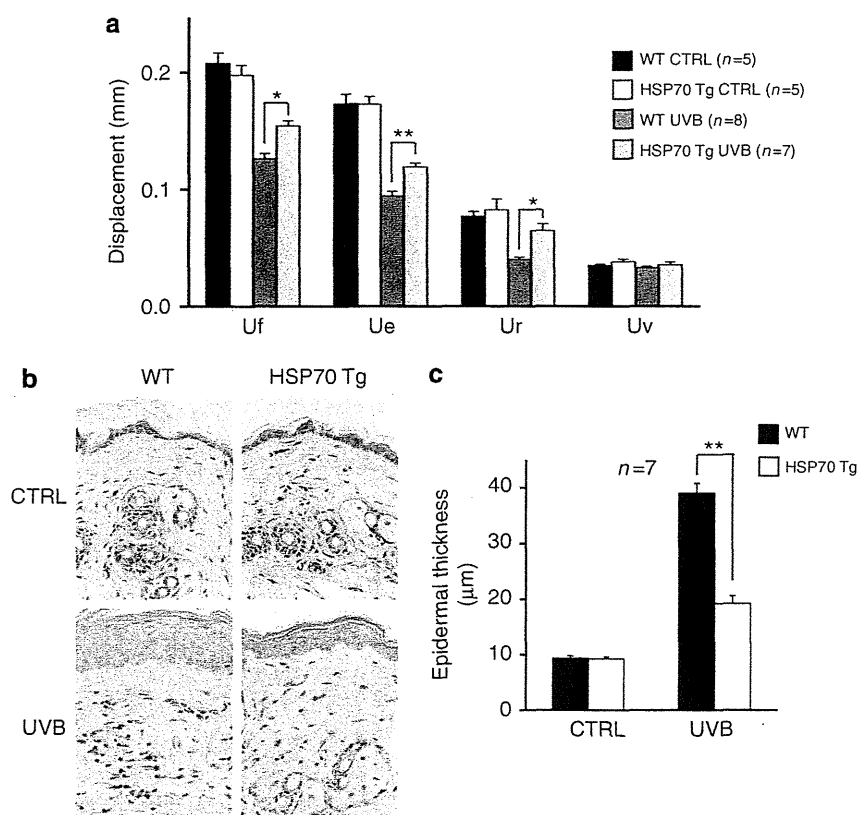 a
Displacement (mm)
0.2
0.1
0.0
Uf Ue Ur Uv
* ** *
WT CTRL (n=5)
HSP70 Tg CTRL (n=5)
WT UVB (n=8)
HSP70 Tg UVB (n=7)
b
WT HSP70 Tg
CTRL
UVB
c
WT
HSP70 Tg
n=7
**
Epidermal thickness
(μm)
40
30
20
10
0
CTRL UVB